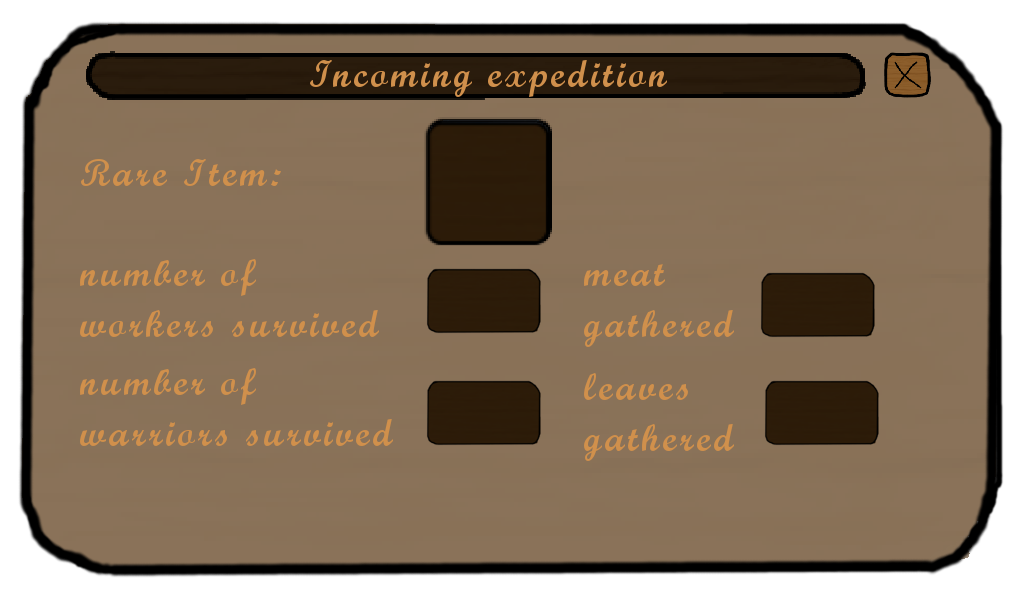 Incoming expedition
Rare Item:
number of
workers survived
meat
gathered
number of
warriors survived
leaves
gathered